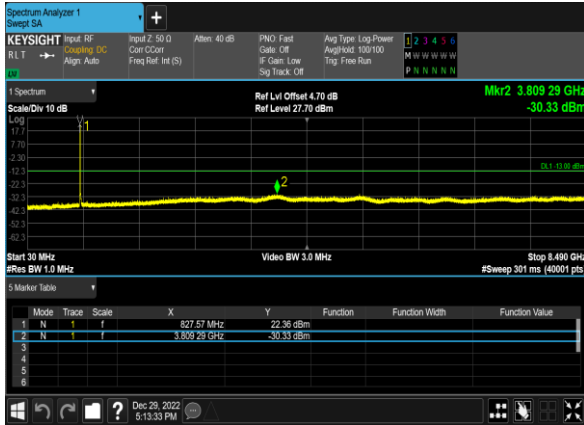 Spectrum Analyzer 1
Swept SA
+
KEYSIGHT Input: RF Input Z: 50 Ω Atten: 40 dB PNO: Fast Avg Type: Log-Power 1 2 3 4 5 6
RLT Coupling: DC Corr CCorr Gate: Off Avg|Hold: 100/100 M W W W W W
Align: Auto Freq Ref: Int (S) IF Gain: Low Trig: Free Run
LNI Sig Track: Off P N N N N N
1 Spectrum Ref Lvl Offset 4.70 dB Mkr2 3.809 29 GHz
Scale/Div 10 dB Ref Level 27.70 dBm -30.33 dBm
Log
17.7
7.70
-2.30
-12.3 DL1 -13.00 dBm
-22.3
-32.3
-42.3
-52.3
-62.3
1
2
Start 30 MHz Video BW 3.0 MHz Stop 8.490 GHz
#Res BW 1.0 MHz #Sweep 301 ms (40001 pts
5 Marker Table
Mode Trace Scale X Y Function Function Width Function Value
1 N 1 f 827.57 MHz 22.36 dBm
2 N 1 f 3.809 29 GHz -30.33 dBm
3
4
5
6
? Dec 29, 2022
5:13:33 PM